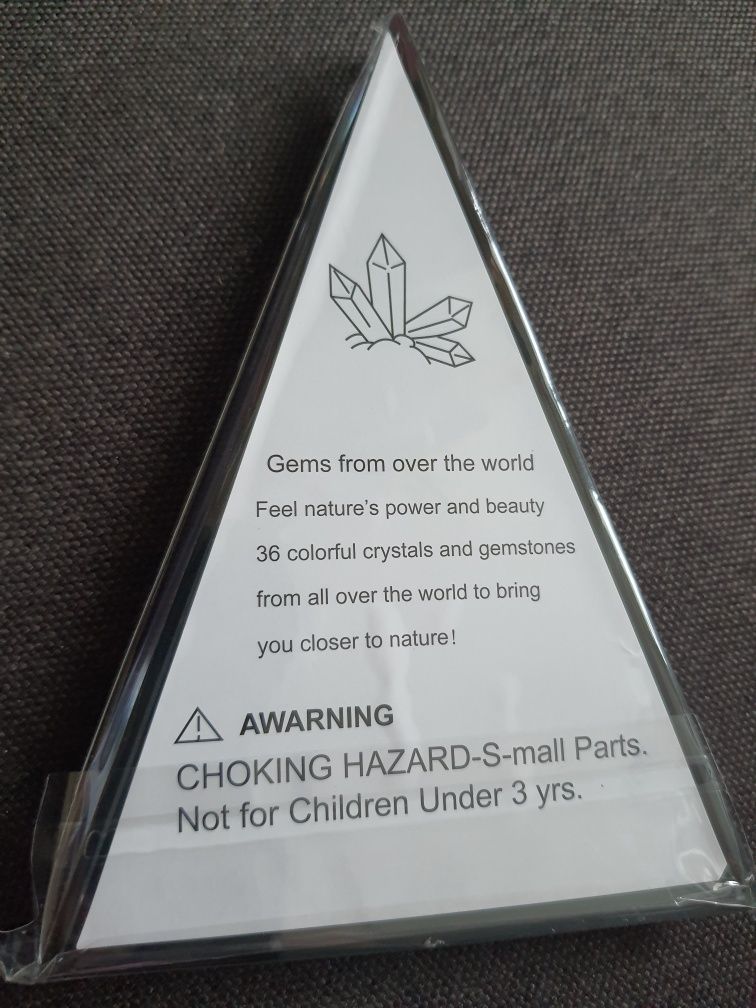 Gems from over the world
Feel nature's power and beauty
36 colorful crystals and gemstones
from all over the world to bring
you closer to nature!
AWARNING
CHOKING HAZARD-S-mall Parts.
Not for Children Under 3 yrs.